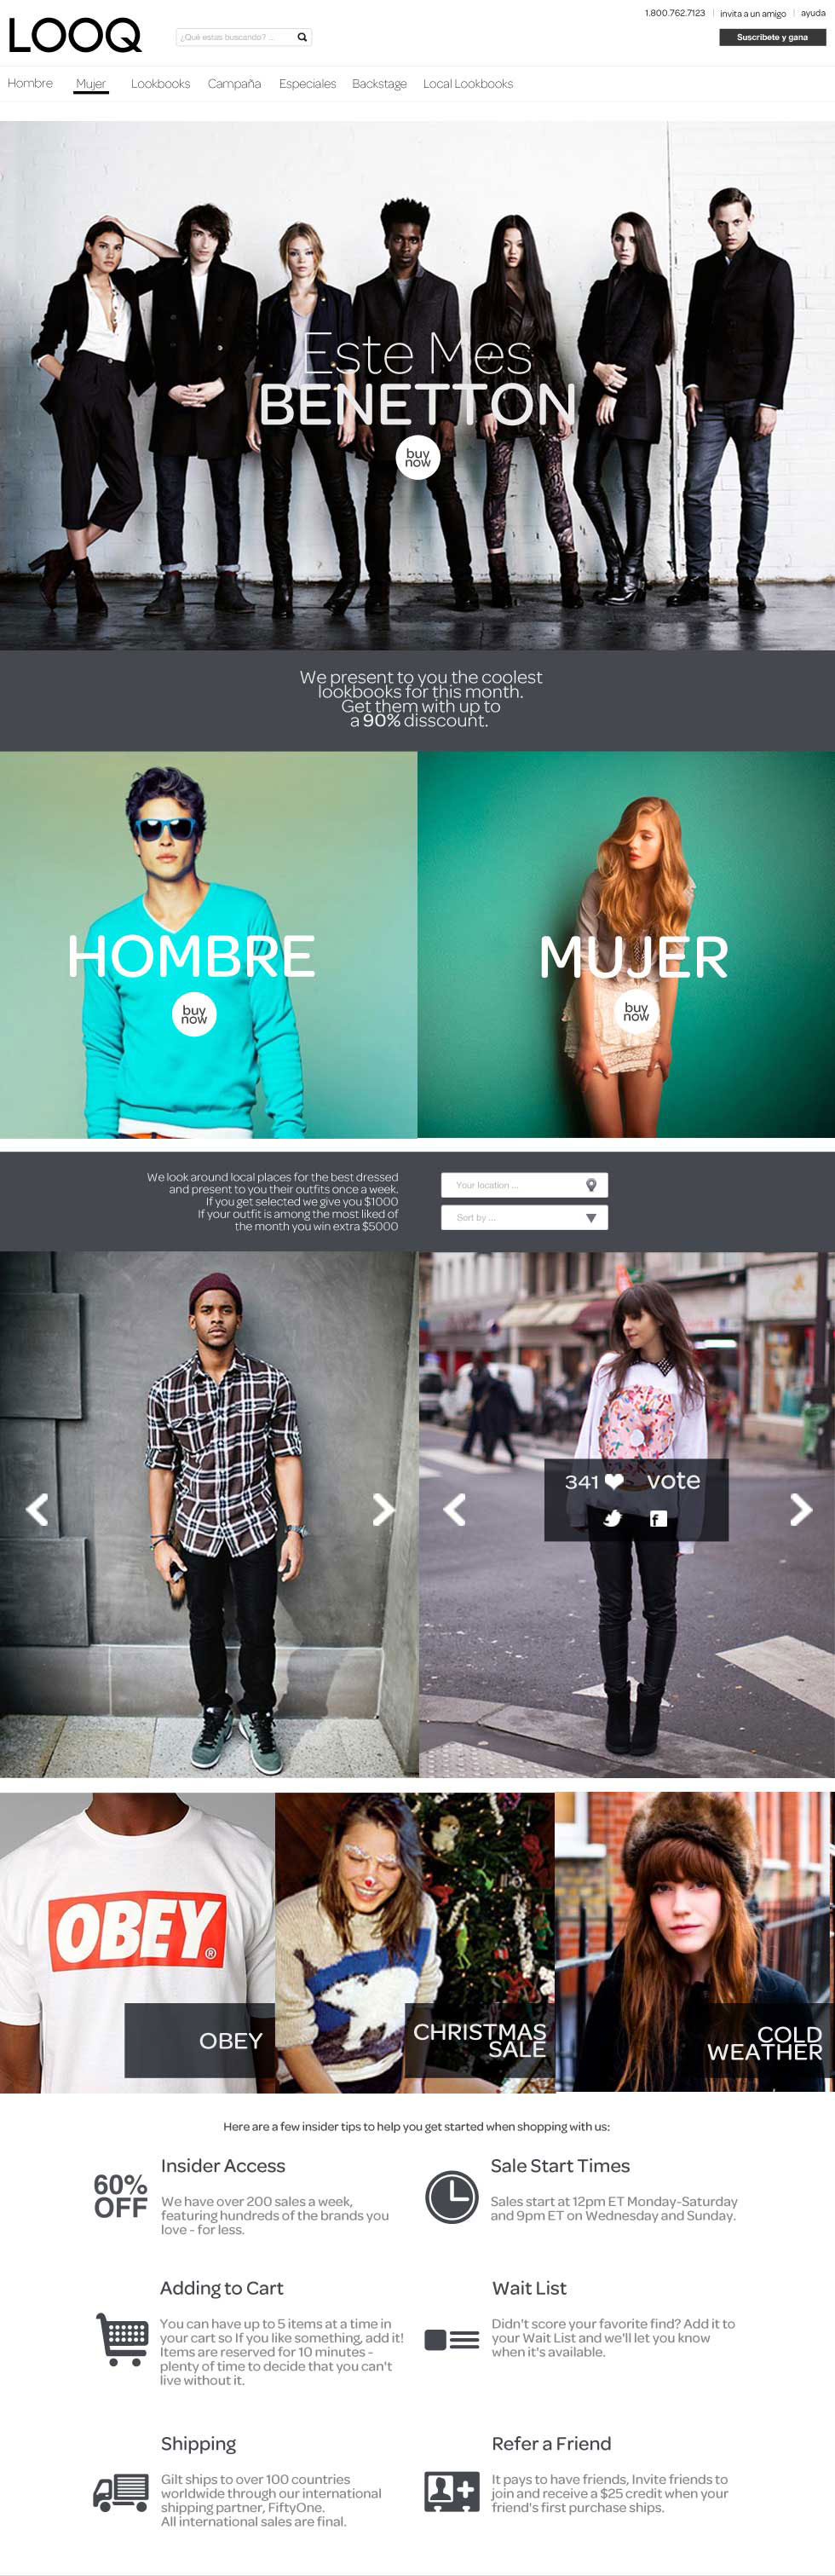 LOOQ
¿Qué estas buscando? ...
1.800.762.7123 | invita a un amigo | ayuda
Suscribete y gana
Hombre Mujer Lookbooks Campaña Especiales Backstage Local Lookbooks
Este Mes
BENETTON
buy
now
We present to you the coolest
lookbooks for this month.
Get them with up to
a 90% disscount.
HOMBRE
buy
now
MUJER
buy
now
We look around local places for the best dressed
and present to you their outfits once a week.
If you get selected we give you $1000
If your outfit is among the most liked of
the month you win extra $5000
Your location ...
Sort by ...
341 vote
f
OBEY®
OBEY
CHRISTMAS
SALE
COLD
WEATHER
Here are a few insider tips to help you get started when shopping with us:
60%
OFF
Insider Access
We have over 200 sales a week,
featuring hundreds of the brands you
love - for less.
Sale Start Times
Sales start at 12pm ET Monday-Saturday
and 9pm ET on Wednesday and Sunday.
Adding to Cart
You can have up to 5 items at a time in
your cart so If you like something, add it!
Items are reserved for 10 minutes -
plenty of time to decide that you can't
live without it.
Wait List
Didn't score your favorite find? Add it to
your Wait List and we'll let you know
when it's available.
Shipping
Gilt ships to over 100 countries
worldwide through our international
shipping partner, FiftyOne.
All international sales are final.
Refer a Friend
It pays to have friends, Invite friends to
join and receive a $25 credit when your
friend's first purchase ships.